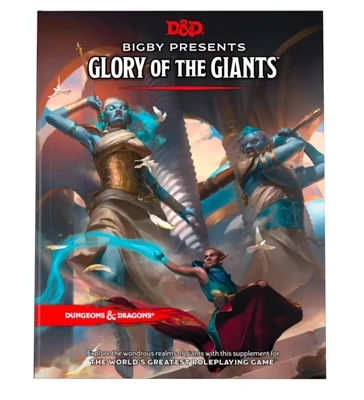 D&D
BIGBY PRESENTS
GLORY OF THE GIANTS
DUNGEONS & DRAGONS®
Explore the wondrous realms of giants with this supplement for
THE WORLD'S GREATEST ROLEPLAYING GAME